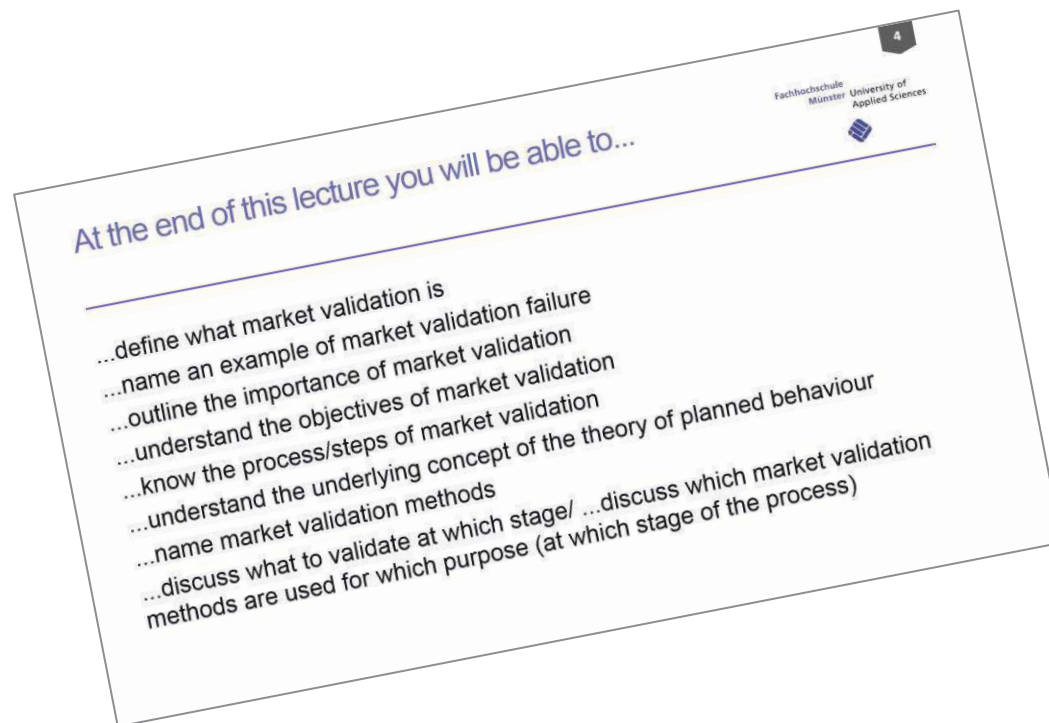 4
Fachhochschule
Münster University of
Applied Sciences
At the end of this lecture you will be able to...
...define what market validation is
...name an example of market validation failure
...outline the importance of market validation
...understand the objectives of market validation
...know the process/steps of market validation
...understand the underlying concept of the theory of planned behaviour
...name market validation methods
...discuss what to validate at which stage/ ...discuss which market validation
methods are used for which purpose (at which stage of the process)